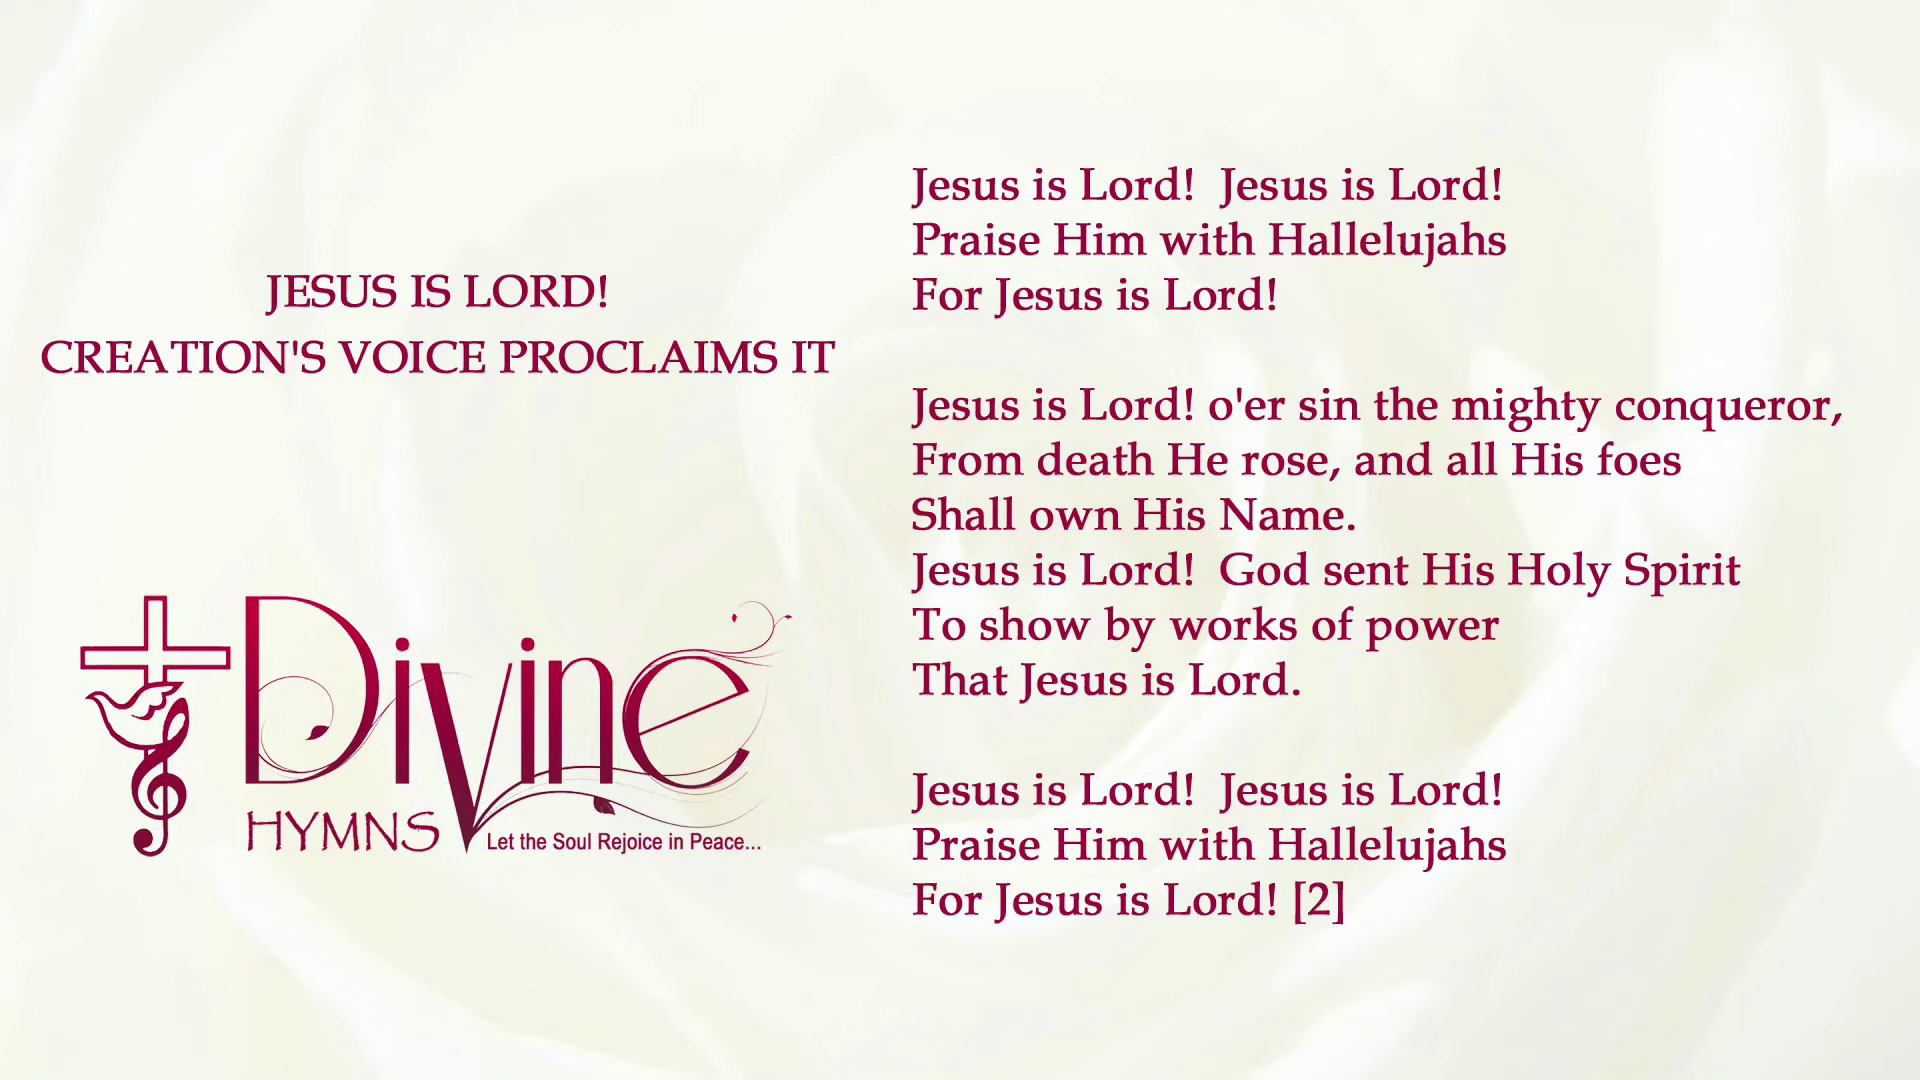 JESUS IS LORD!
CREATION'S VOICE PROCLAIMS IT
Divine
HYMNS
Let the Soul Rejoice in Peace...
Jesus is Lord!  Jesus is Lord!
Praise Him with Hallelujahs
For Jesus is Lord!
Jesus is Lord! o'er sin the mighty conqueror,
From death He rose, and all His foes
Shall own His Name.
Jesus is Lord!  God sent His Holy Spirit
To show by works of power
That Jesus is Lord.
Jesus is Lord!  Jesus is Lord!
Praise Him with Hallelujahs
For Jesus is Lord! [2]